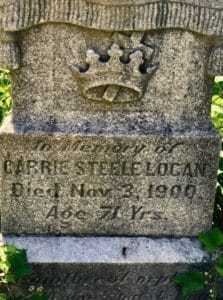 In Memory of
CARRIE STEELE LOGAN
Died Nov. 3, 1900.
Age 71 Yrs.